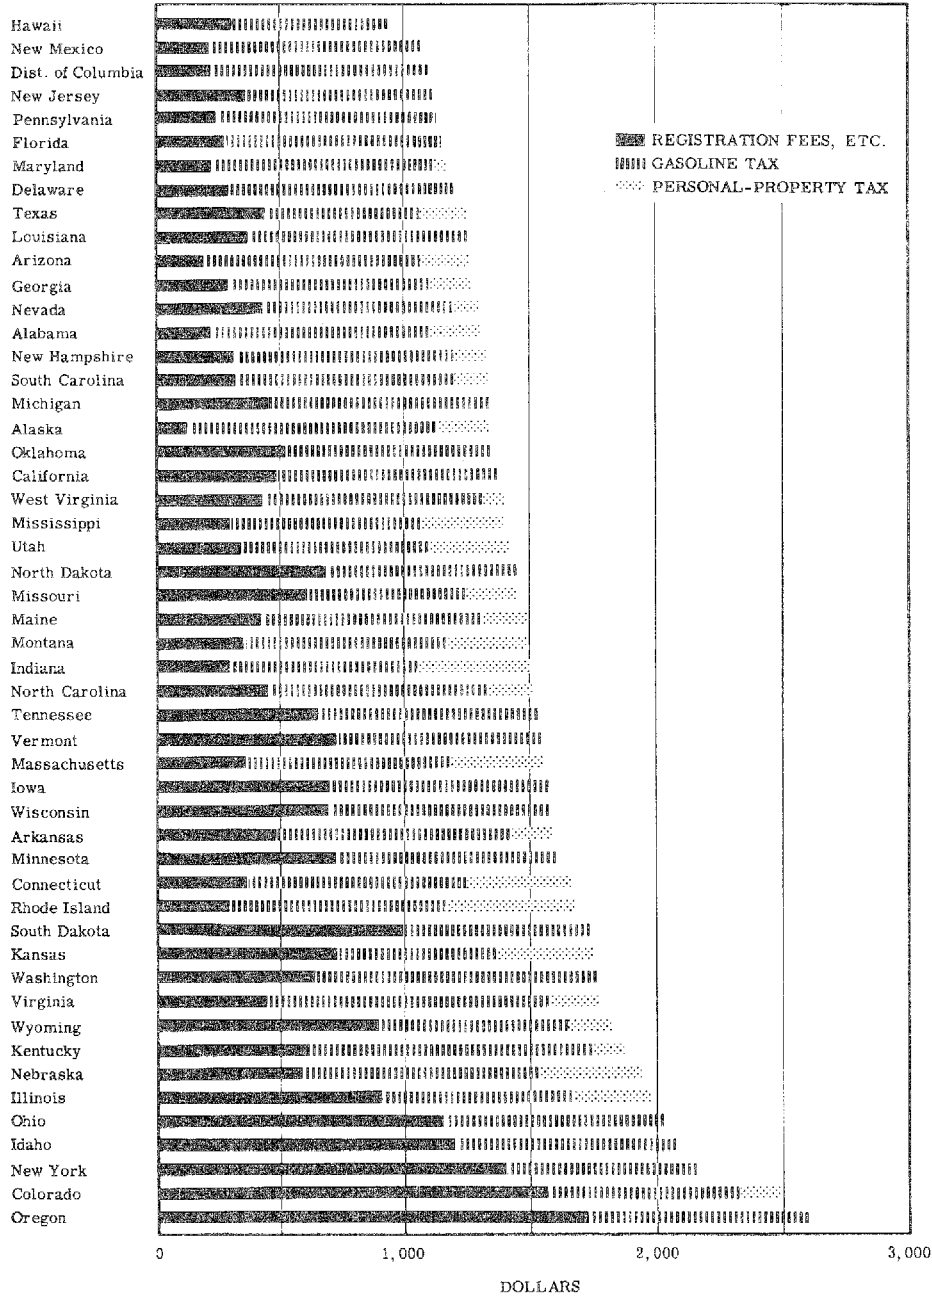 Hawaii
New Mexico
Dist. of Columbia
New Jersey
Pennsylvania
Florida
Maryland
Delaware
Texas
Louisiana
Arizona
Georgia
Nevada
Alabama
New Hampshire
South Carolina
Michigan
Alaska
Oklahoma
California
West Virginia
Mississippi
Utah
North Dakota
Missouri
Maine
Montana
Indiana
North Carolina
Tennessee
Vermont
Massachusetts
Iowa
Wisconsin
Arkansas
Minnesota
Connecticut
Rhode Island
South Dakota
Kansas
Washington
Virginia
Wyoming
Kentucky
Nebraska
Illinois
Ohio
Idaho
New York
Colorado
Oregon
REGISTRATION FEES, ETC.
GASOLINE TAX
PERSONAL-PROPERTY TAX
0 1,000 2,000 3,000
DOLLARS